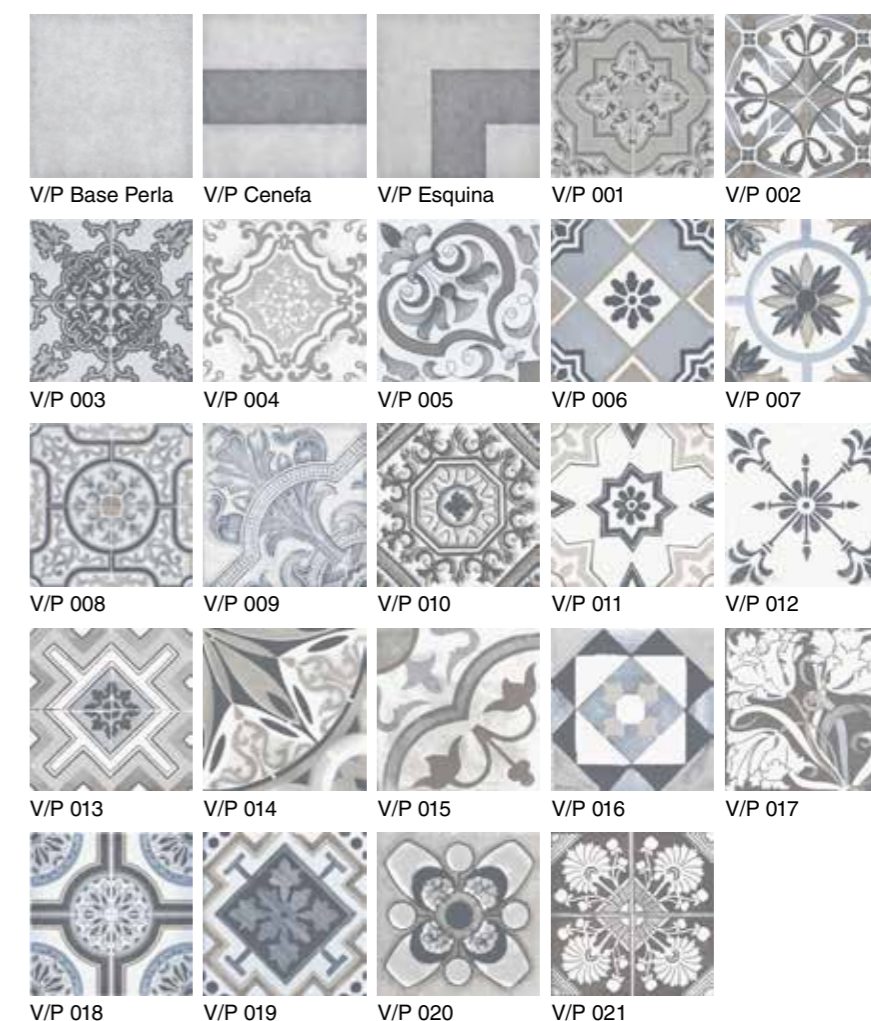 V/P Base Perla V/P Cenefa V/P Esquina V/P 001 V/P 002
V/P 003 V/P 004 V/P 005 V/P 006 V/P 007
V/P 008 V/P 009 V/P 010 V/P 011 V/P 012
V/P 013 V/P 014 V/P 015 V/P 016 V/P 017
V/P 018 V/P 019 V/P 020 V/P 021